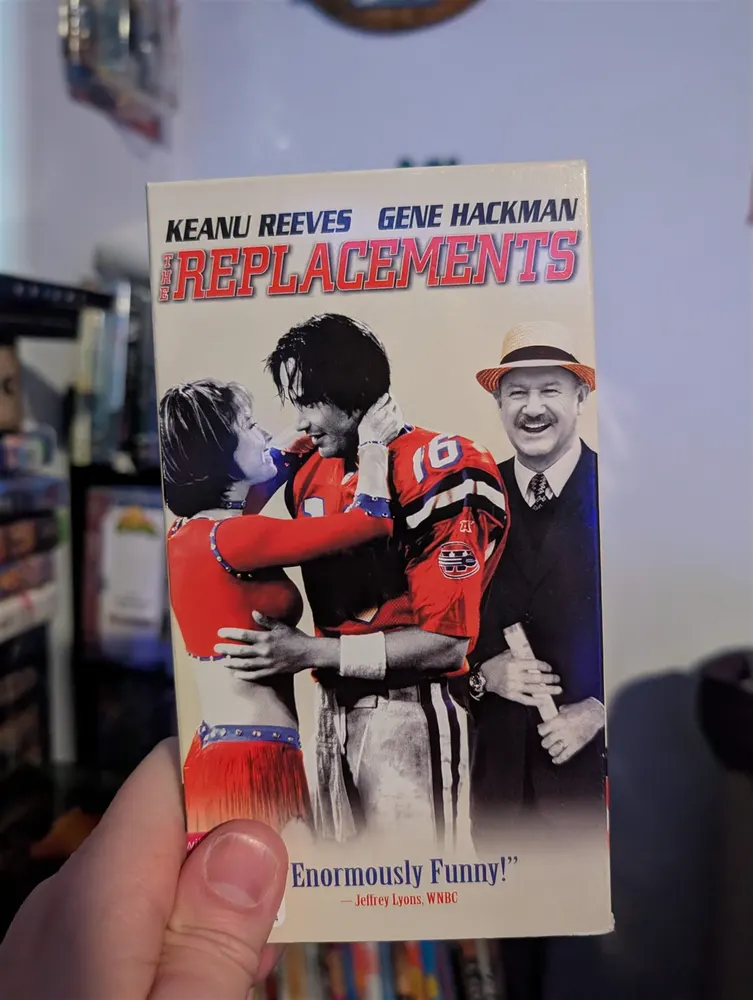 KEANU REEVES GENE HACKMAN
THE REPLACEMENTS
16
Enormously Funny!”
— Jeffrey Lyons, WNBC